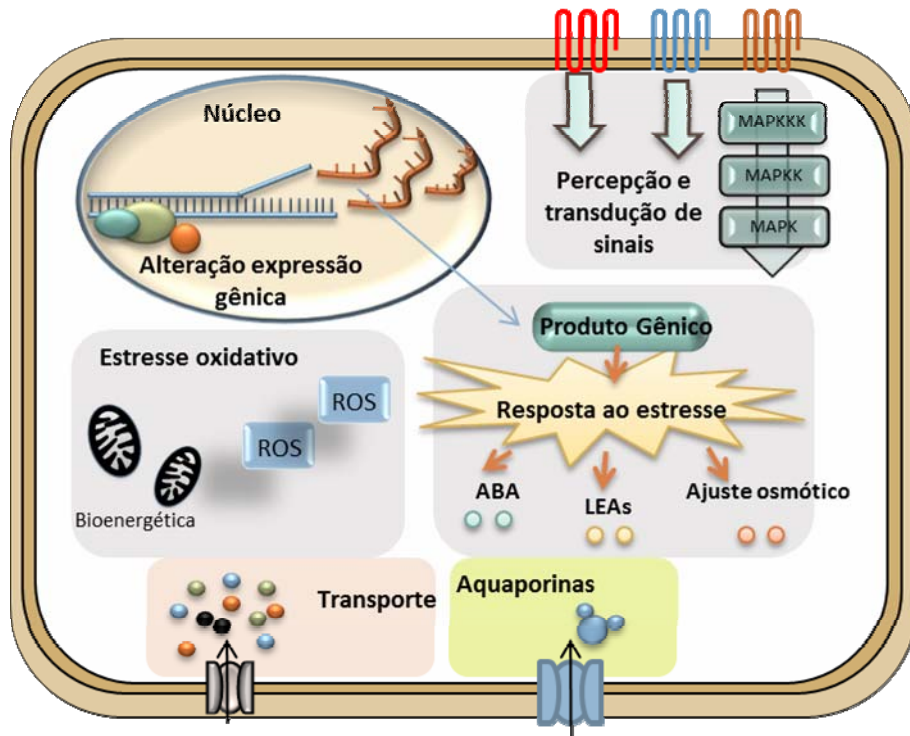 Núcleo
Alteração expressão
gênica
Percepção e
transdução de
sinais
MAPKKK
MAPKK
MAPK
Produto Gênico
Resposta ao estresse
ABA
LEAs
Ajuste osmótico
Estresse oxidativo
ROS
ROS
Bioenergética
Transporte
Aquaporinas